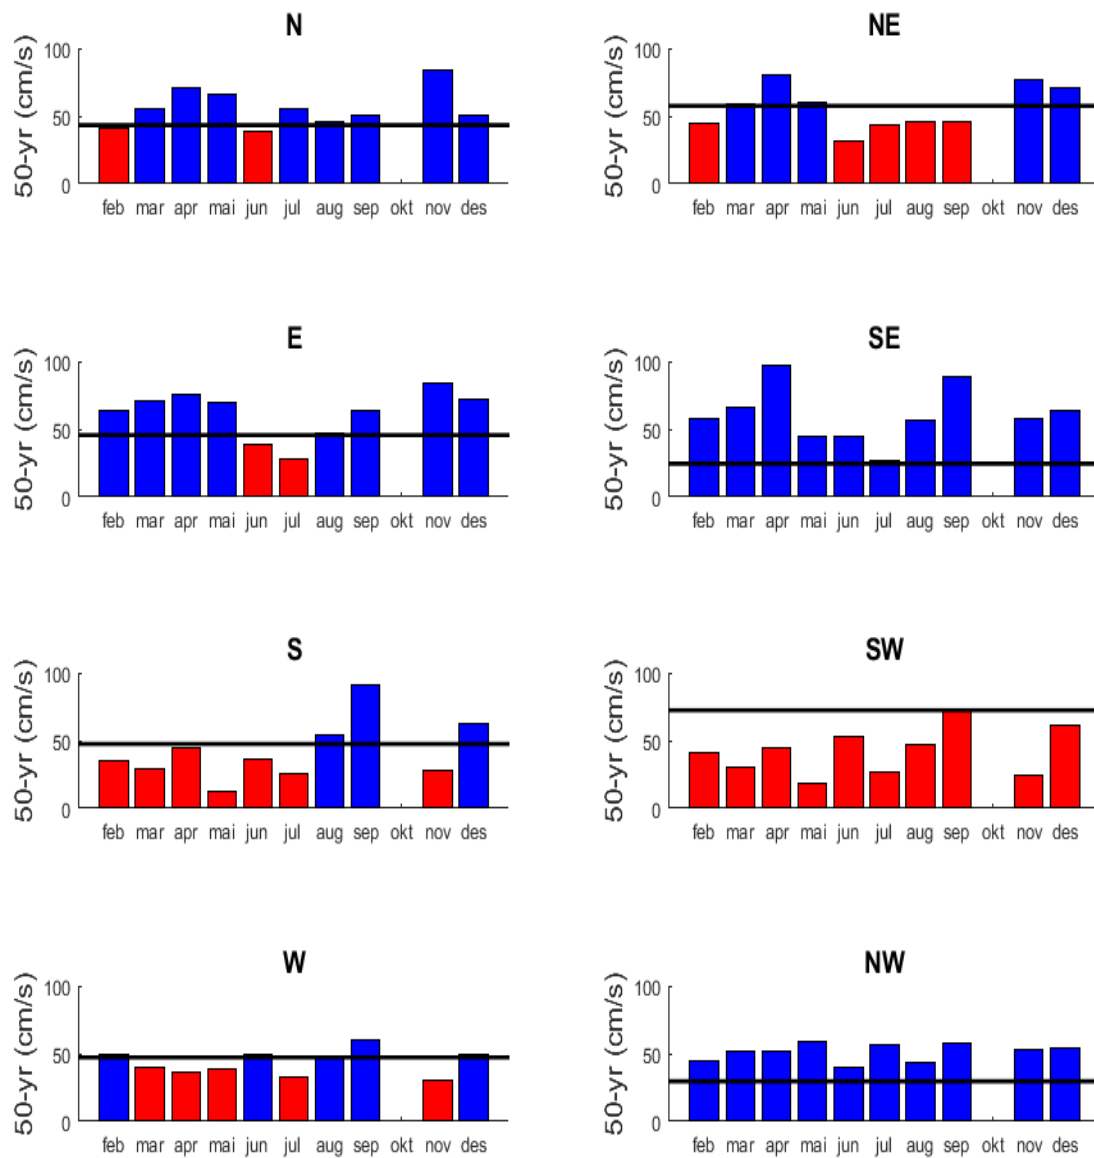 N
50-yr (cm/s)
100
50
0
feb mar apr mai jun jul aug sep okt nov des
NE
50-yr (cm/s)
100
50
0
feb mar apr mai jun jul aug sep okt nov des
E
50-yr (cm/s)
100
50
0
feb mar apr mai jun jul aug sep okt nov des
SE
50-yr (cm/s)
100
50
0
feb mar apr mai jun jul aug sep okt nov des
S
50-yr (cm/s)
100
50
0
feb mar apr mai jun jul aug sep okt nov des
SW
50-yr (cm/s)
100
50
0
feb mar apr mai jun jul aug sep okt nov des
W
50-yr (cm/s)
100
50
0
feb mar apr mai jun jul aug sep okt nov des
NW
50-yr (cm/s)
100
50
0
feb mar apr mai jun jul aug sep okt nov des